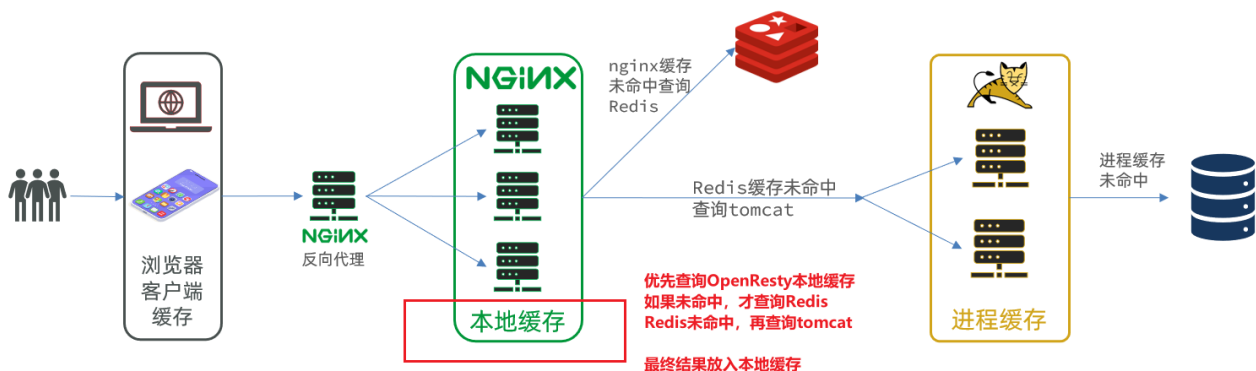 浏览器
客户端
缓存
NGINX
反向代理
NGINX
本地缓存
nginx缓存
未命中查询
Redis
Redis缓存未命中
查询tomcat
优先查询OpenResty本地缓存
如果未命中，才查询Redis
Redis未命中，再查询tomcat
最终结果放入本地缓存
进程缓存
进程缓存
未命中